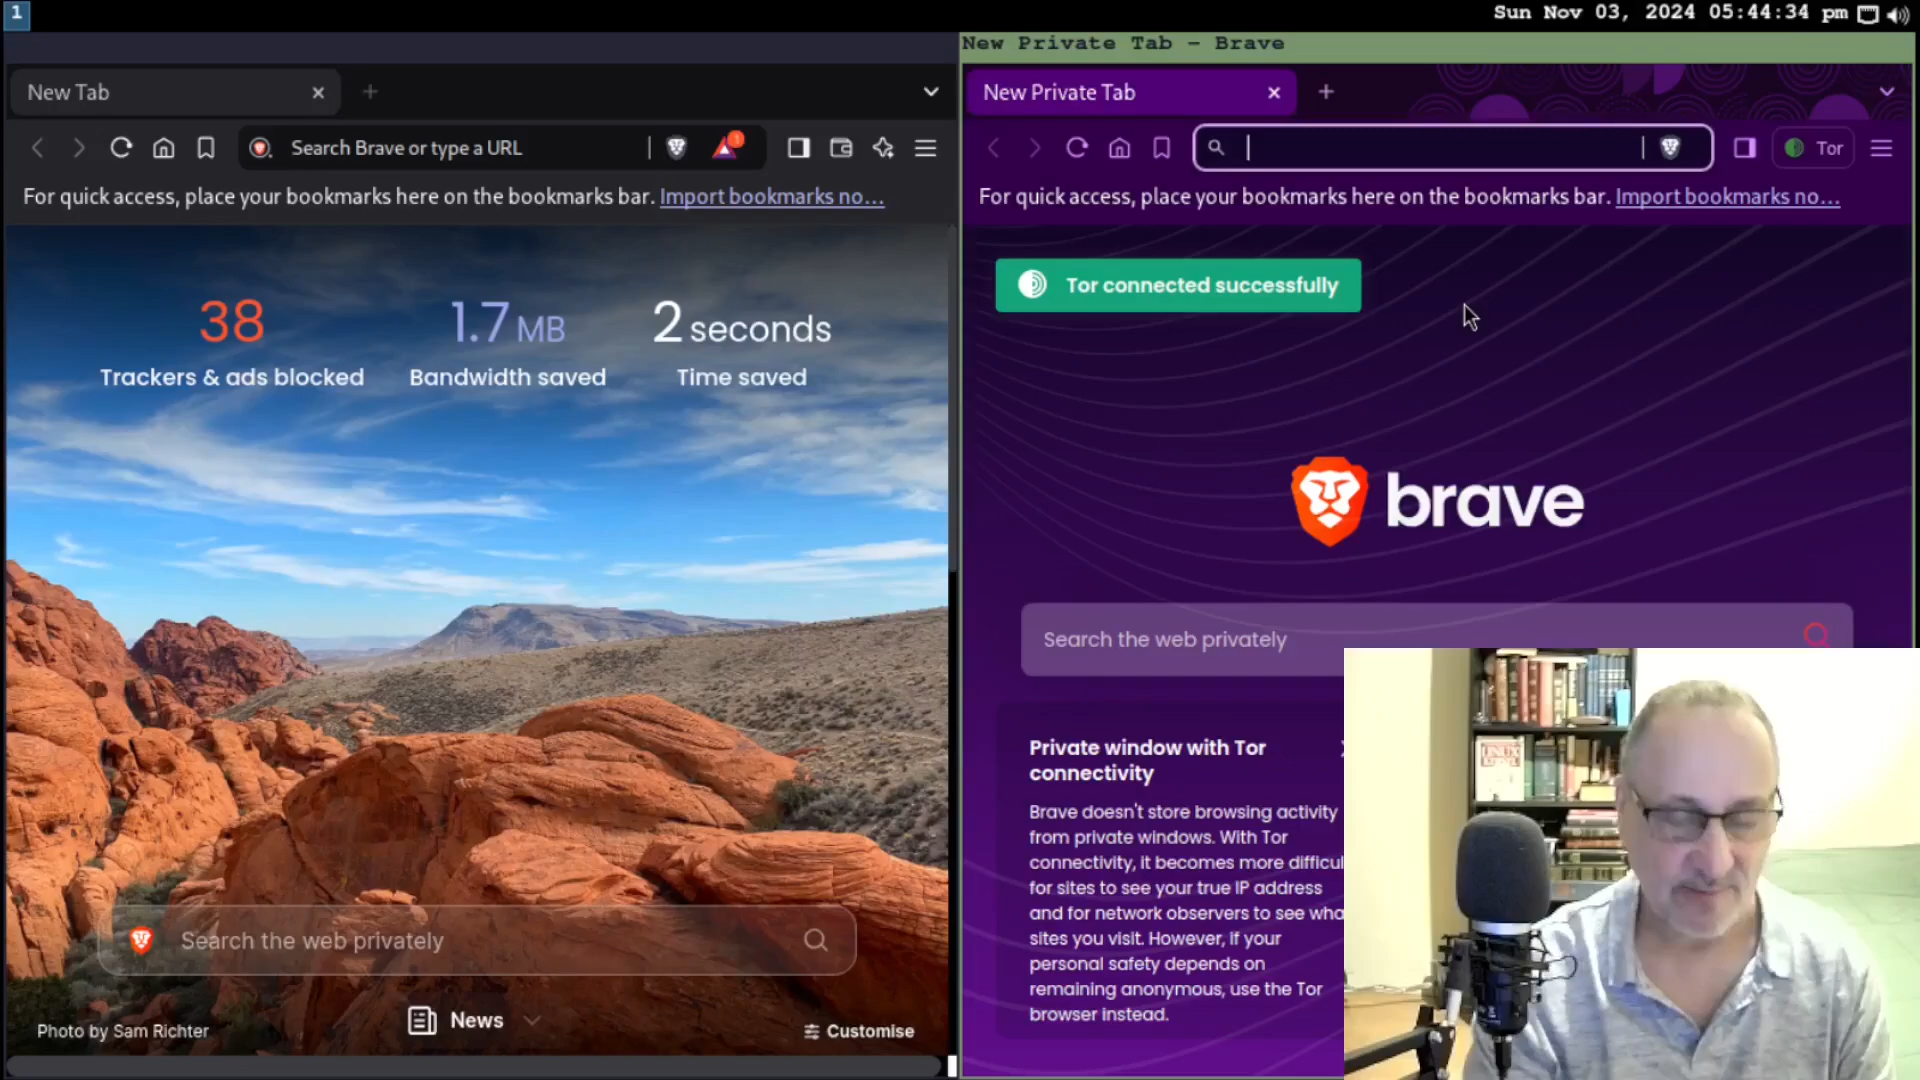 1
Sun Nov 03, 2024 05:44:34 pm
New Private Tab - Brave
New Tab
Search Brave or type a URL
For quick access, place your bookmarks here on the bookmarks bar. Import bookmarks no...
38
Trackers & ads blocked
1.7 MB
Bandwidth saved
2 seconds
Time saved
Search the web privately
Photo by Sam Richter
News
Customise
New Private Tab
Tor
For quick access, place your bookmarks here on the bookmarks bar. Import bookmarks no...
Tor connected successfully
brave
Search the web privately
Private window with Tor
connectivity
Brave doesn't store browsing activity
from private windows. With Tor
connectivity, it becomes more difficul
for sites to see your true IP address
and for network observers to see wha
sites you visit. However, if your
personal safety depends on
remaining anonymous, use the Tor
browser instead.
LINUX
KERNEL